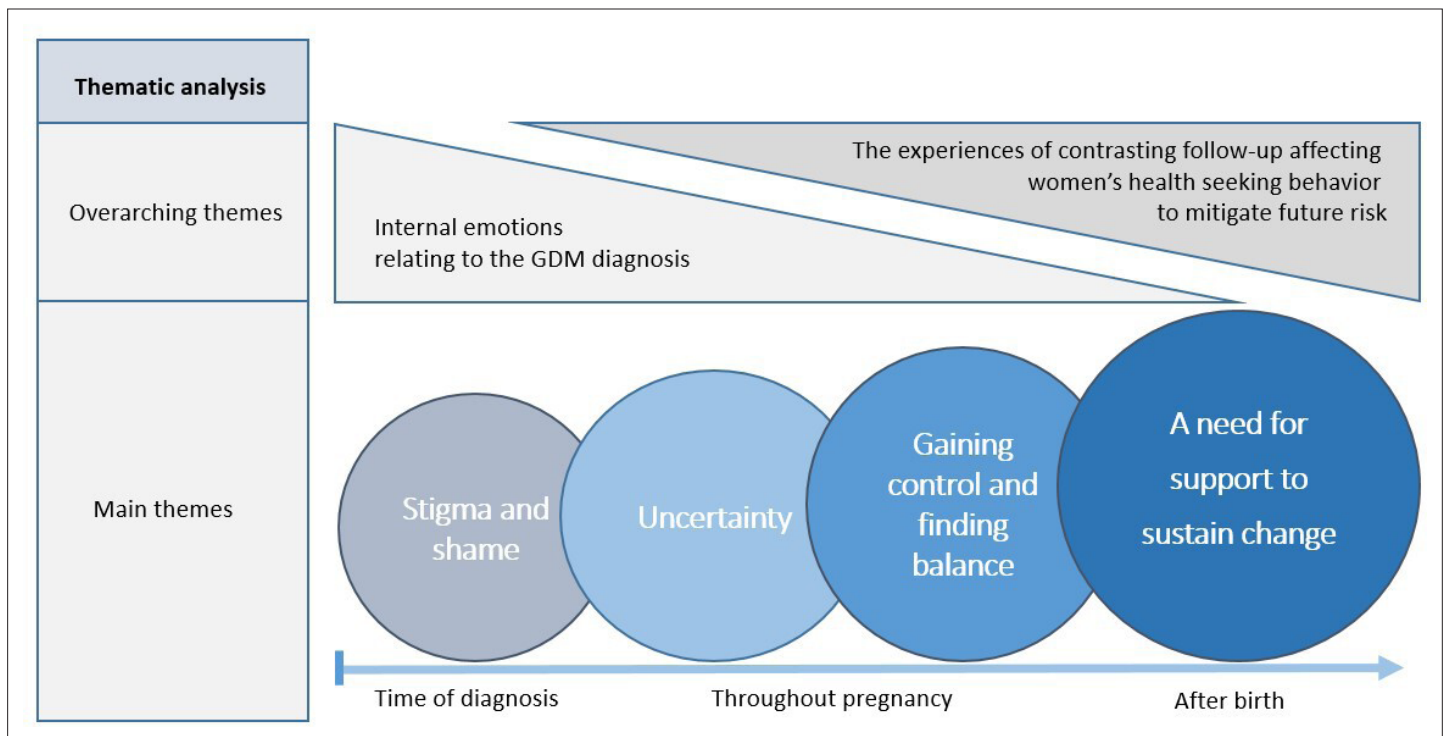 Thematic analysis
Overarching themes
Internal emotions
relating to the GDM diagnosis
The experiences of contrasting follow-up affecting
women's health seeking behavior
to mitigate future risk
Main themes
Stigma and
shame
Uncertainty
Gaining
control and
finding
balance
A need for
support to
sustain change
Time of diagnosis
Throughout pregnancy
After birth